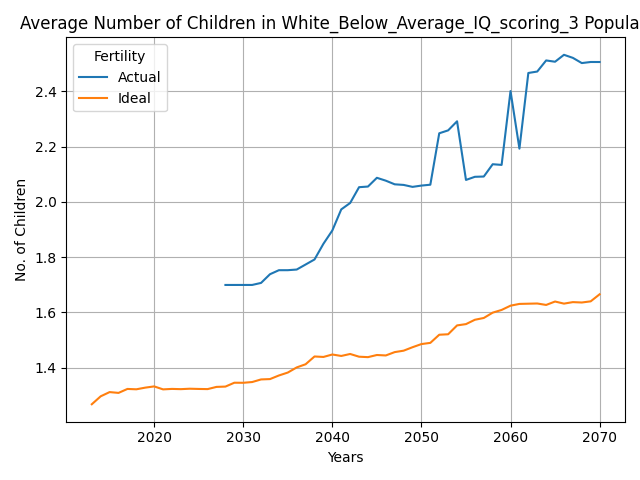 Average Number of Children in White_Below_Average_IQ_scoring_3 Popula
Fertility
Actual
Ideal
2.4
2.2
2.0
1.8
1.6
1.4
No. of Children
2020 2030 2040 2050 2060 2070
Years